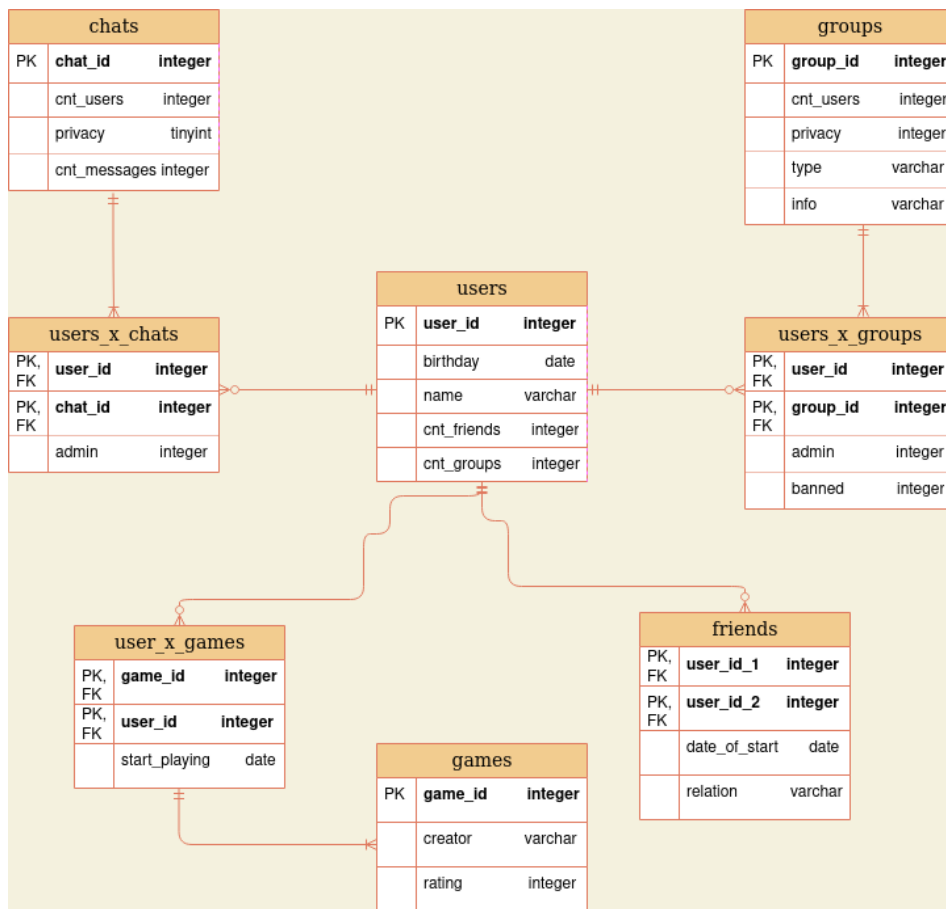 chats
PK chat_id integer
cnt_users integer
privacy tinyint
cnt_messages integer
groups
PK group_id integer
cnt_users integer
privacy integer
type varchar
info varchar
users
PK user_id integer
birthday date
name varchar
cnt_friends integer
cnt_groups integer
users_x_chats
PK, FK user_id integer
PK, FK chat_id integer
admin integer
users_x_groups
PK, FK user_id integer
PK, FK group_id integer
admin integer
banned integer
user_x_games
PK, FK game_id integer
PK, FK user_id integer
start_playing date
friends
PK, FK user_id_1 integer
PK, FK user_id_2 integer
date_of_start date
relation varchar
games
PK game_id integer
creator varchar
rating integer